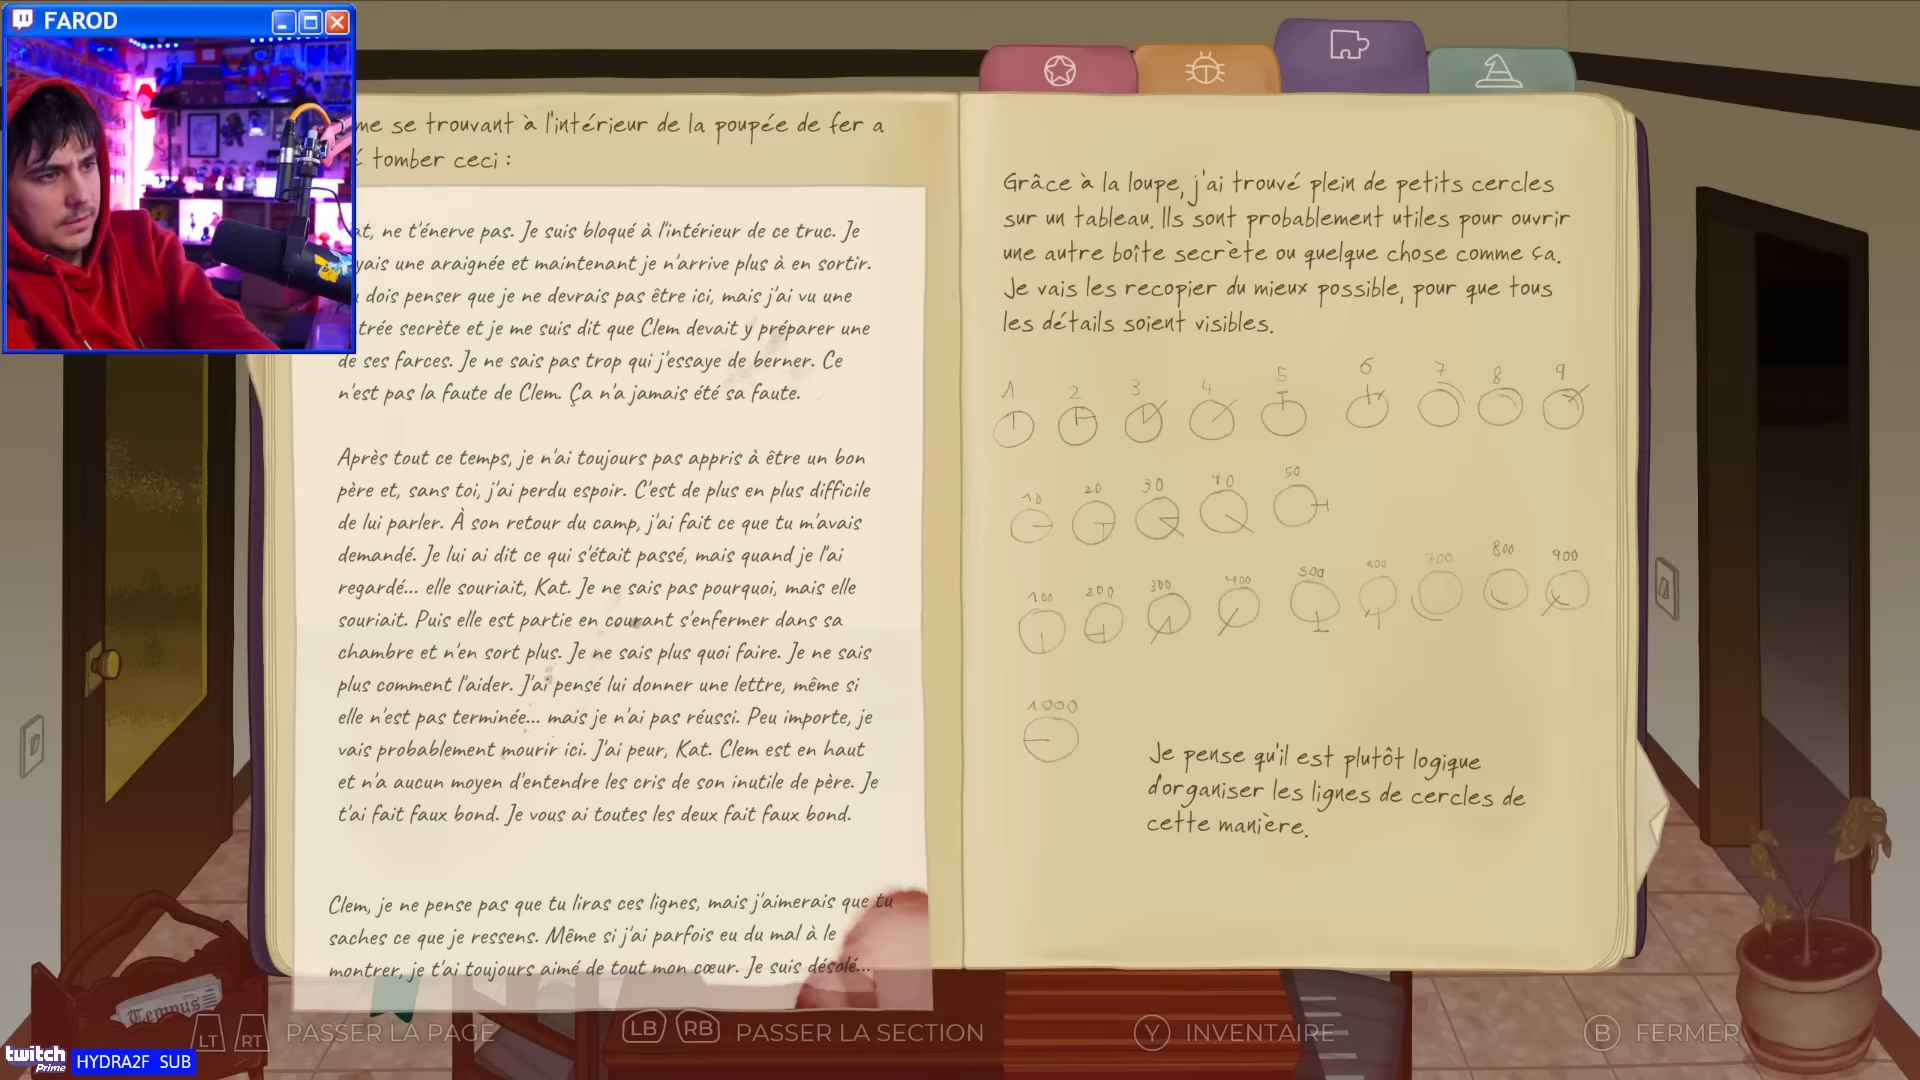 FAROD
me se trouvant à l'intérieur de la poupée de fer a
tomber ceci :
at, ne t'énerve pas. Je suis bloqué à l'intérieur de ce truc. Je
yais une araignée et maintenant je n'arrive plus à en sortir.
dois penser que je ne devrais pas être ici, mais j'ai vu une
trée secrète et je me suis dit que Clem devait y préparer une
de ses farces. Je ne sais pas trop qui j'essaye de berner. Ce
n'est pas la faute de Clem. Ça n'a jamais été sa faute.
Après tout ce temps, je n'ai toujours pas appris à être un bon
père et, sans toi, j'ai perdu espoir. C'est de plus en plus difficile
de lui parler. À son retour du camp, j'ai fait ce que tu m'avais
demandé. Je lui ai dit ce qui s'était passé, mais quand je l'ai
regardé... elle souriait, Kat. Je ne sais pas pourquoi, mais elle
souriait. Puis elle est partie en courant s'enfermer dans sa
chambre et n'en sort plus. Je ne sais plus quoi faire. Je ne sais
plus comment l'aider. J'ai pensé lui donner une lettre, même si
elle n'est pas terminée... mais je n'ai pas réussi. Peu importe, je
vais probablement mourir ici. J'ai peur, Kat. Clem est en haut
et n'a aucun moyen d'entendre les cris de son inutile de père. Je
t'ai fait faux bond. Je vous ai toutes les deux fait faux bond.
Clem, je ne pense pas que tu liras ces lignes, mais j'aimerais que tu
saches ce que je ressens. Même si j'ai parfois eu du mal à le
montrer, je t'ai toujours aimé de tout mon cœur. Je suis désolé...
Grâce à la loupe, j'ai trouvé plein de petits cercles
sur un tableau. Ils sont probablement utiles pour ouvrir
une autre boîte secrète ou quelque chose comme ça.
Je vais les recopier du mieux possible, pour que tous
les détails soient visibles.
1 2 3 4 5 6 7 8 9
10 20 30 40 50
100 200 300 400 500 600 700 800 900
1000
Je pense qu'il est plutôt logique
d'organiser les lignes de cercles de
cette manière.
Tempus
LT RT PASSER LA PAGE LB RB PASSER LA SECTION Y INVENTAIRE B FERMER
twitch
Prime
HYDRA2F SUB